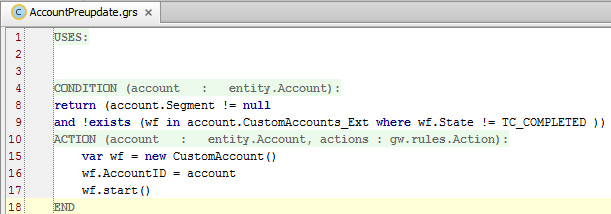 AccountPreupdate.grs ×
1 USES:
2
3
4 CONDITION (account : entity.Account):
8 return (account.Segment != null
9 and !exists (wf in account.CustomAccounts_Ext where wf.State != TC_COMPLETED ))
10 ACTION (account : entity.Account, actions : gw.rules.Action):
15 var wf = new CustomAccount()
16 wf.AccountID = account
17 wf.start()
18 END